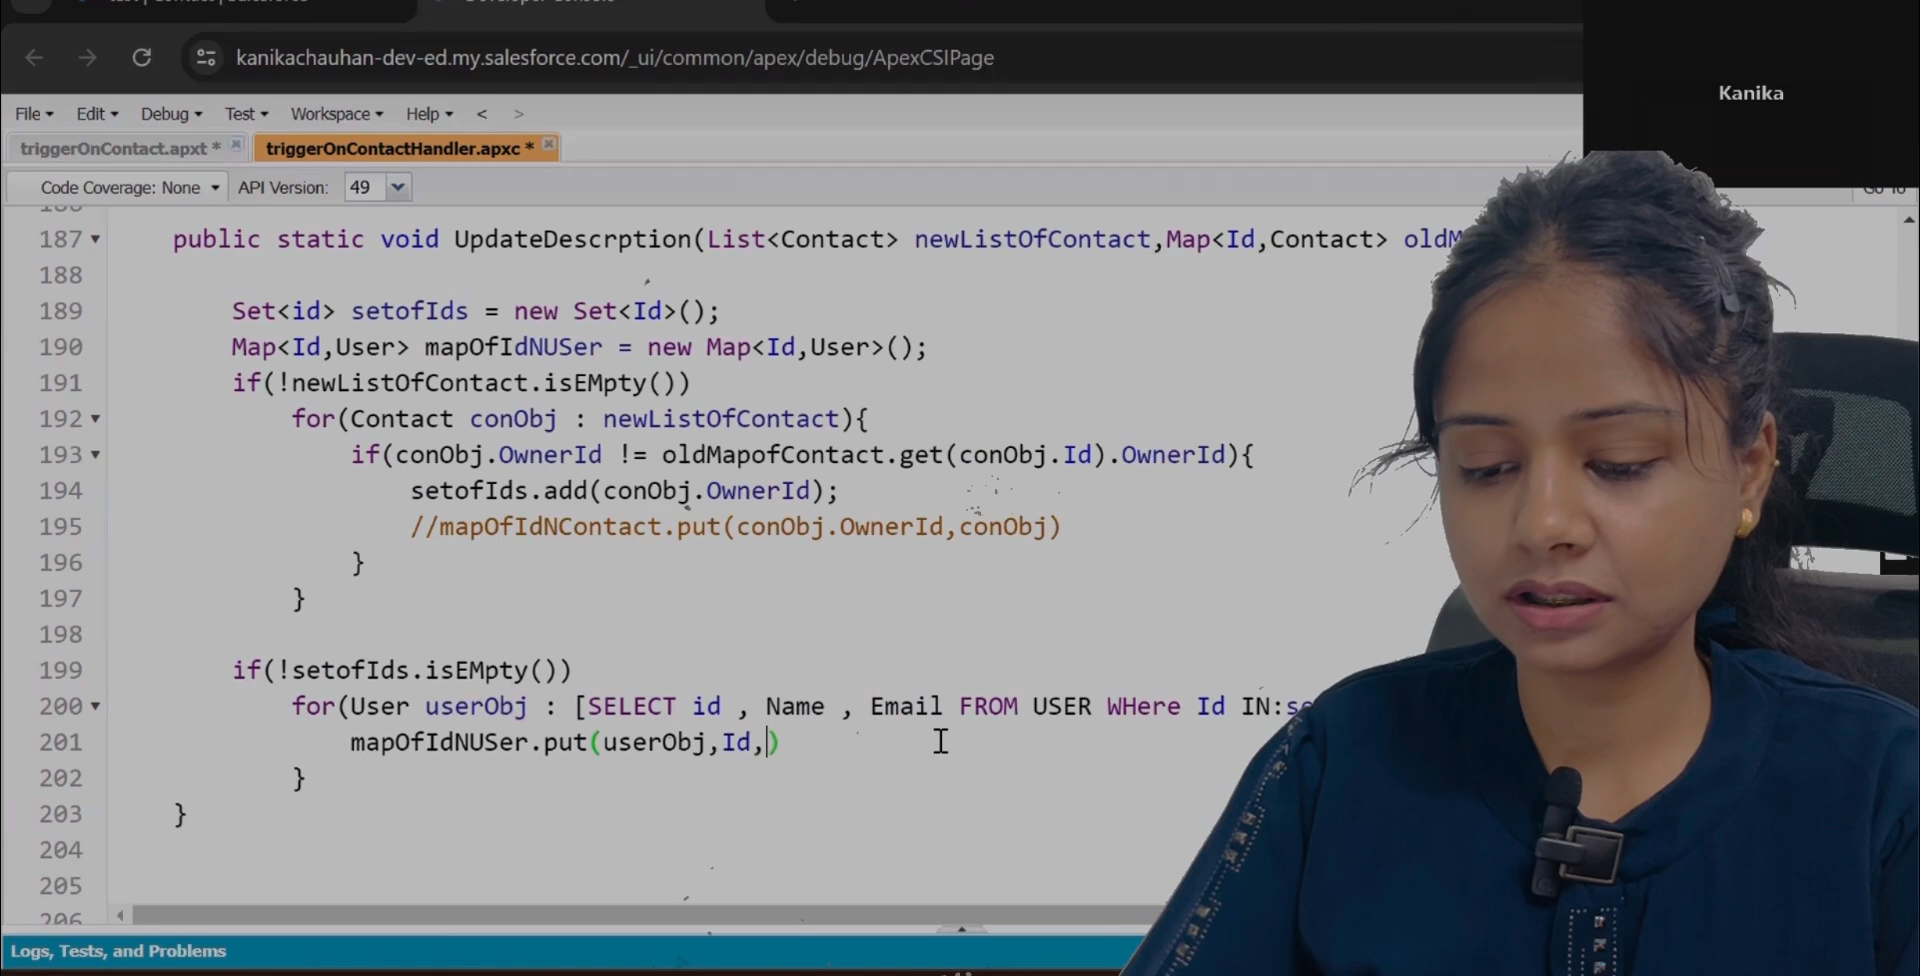 kanikachauhan-dev-ed.my.salesforce.com/_ui/common/apex/debug/ApexCSIPage
Kanika
File Edit Debug Test Workspace Help < >
triggerOnContact.apxt * triggerOnContactHandler.apxc *
Code Coverage: None API Version: 49 Go To
187 public static void UpdateDescrption(List<Contact> newListOfContact,Map<Id,Contact>
188
189 Set<id> setofIds = new Set<Id>();
190 Map<Id,User> mapOfIdNUSer = new Map<Id,User>();
191 if(!newListOfContact.isEMpty())
192 for(Contact conObj : newListOfContact){
193 if(conObj.OwnerId != oldMapofContact.get(conObj.Id).OwnerId){
194 setofIds.add(conObj.OwnerId);
195 //mapOfIdNContact.put(conObj.OwnerId,conObj)
196 }
197 }
198
199 if(!setofIds.isEMpty())
200 for(User userObj : [SELECT id , Name , Email FROM USER WHere Id IN:
201 mapOfIdNUSer.put(userObj,Id,)
202 }
203 }
204
205
206
Logs, Tests, and Problems